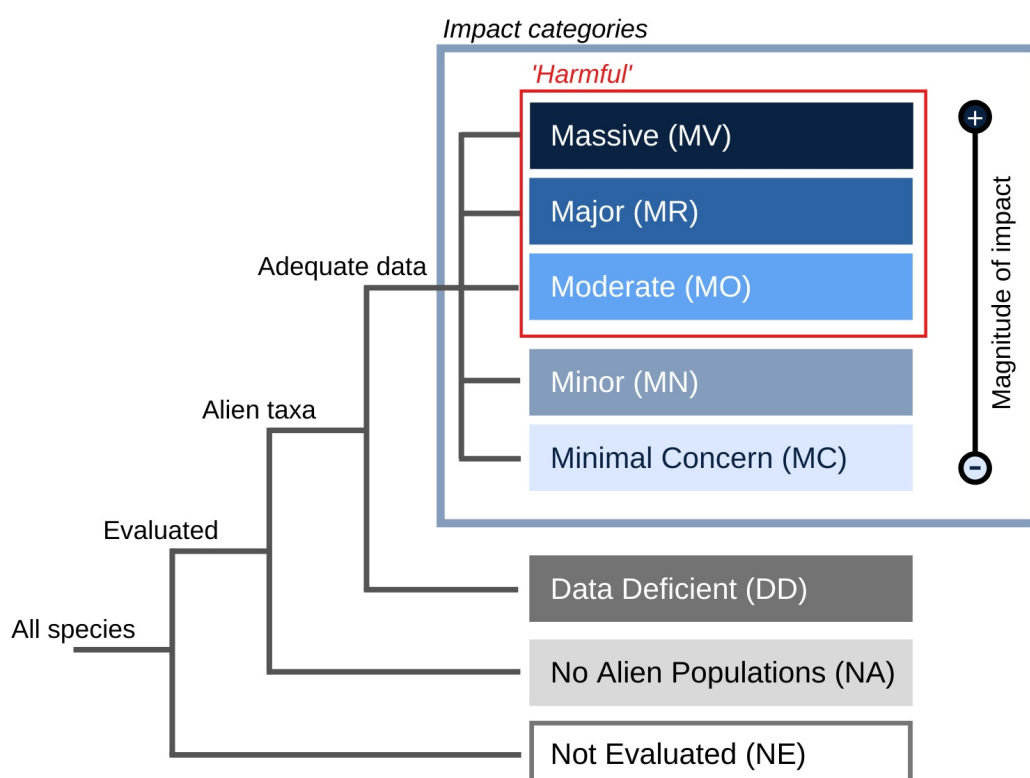 Impact categories
'Harmful'
Massive (MV)
Major (MR)
Adequate data
Moderate (MO)
Magnitude of impact
Alien taxa
Minor (MN)
Minimal Concern (MC)
Evaluated
Data Deficient (DD)
All species
No Alien Populations (NA)
Not Evaluated (NE)
+
-